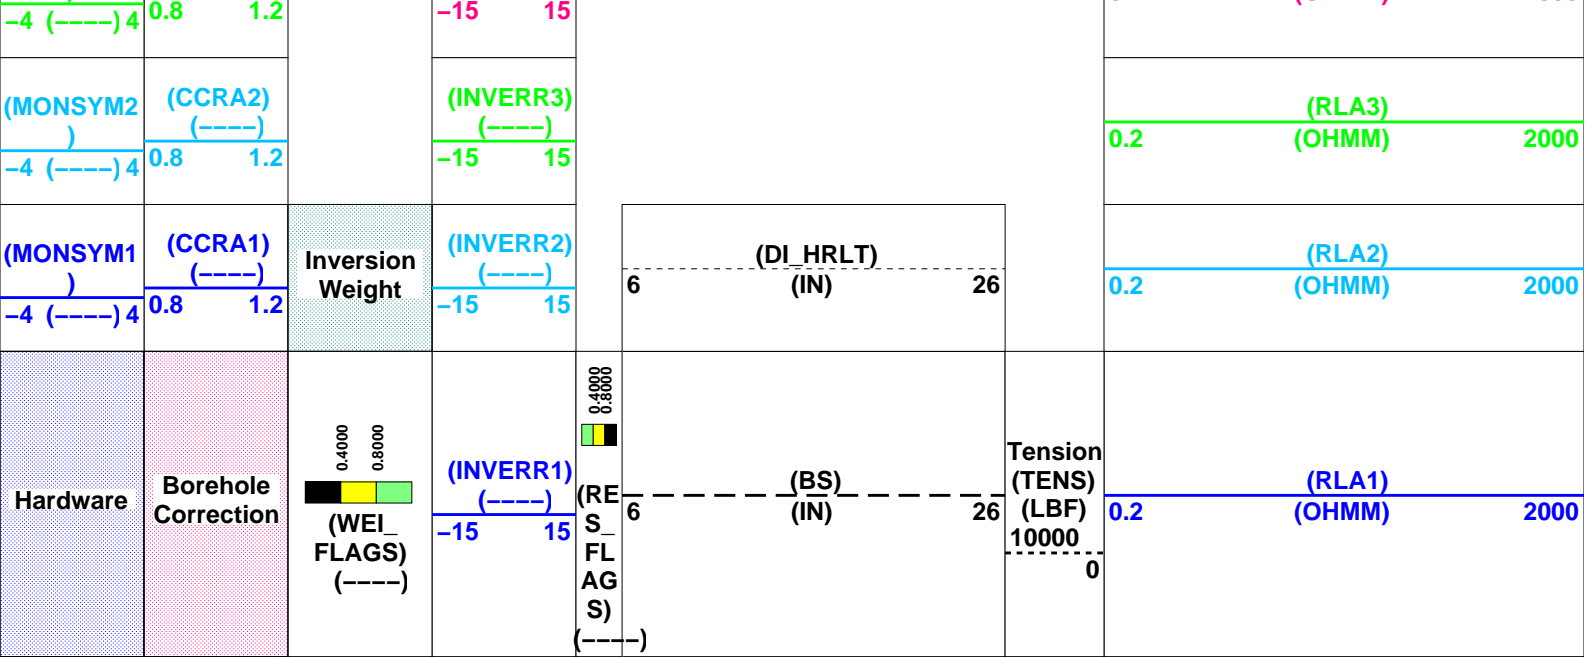 −4 (−−−−) 4
0.8 1.2
−15 15
(MONSYM2
)
−4 (−−−−) 4
(CCRA2)
(−−−−)
0.8 1.2
(INVERR3)
(−−−−)
−15 15
(RLA3)
0.2 (OHMM) 2000
(MONSYM1
)
−4 (−−−−) 4
(CCRA1)
(−−−−)
0.8 1.2
Inversion
Weight
(INVERR2)
(−−−−)
−15 15
(DI_HRLT)
6 (IN) 26
(RLA2)
0.2 (OHMM) 2000
Hardware
Borehole
Correction
0.4000
0.8000
(WEI_
FLAGS)
(−−−−)
(INVERR1)
(−−−−)
−15 15
0.4000
0.8000
(RE
S_
FL
AG
S)
(−−−−)
(BS)
6 (IN) 26
Tension
(TENS)
(LBF)
10000
0
(RLA1)
0.2 (OHMM) 2000